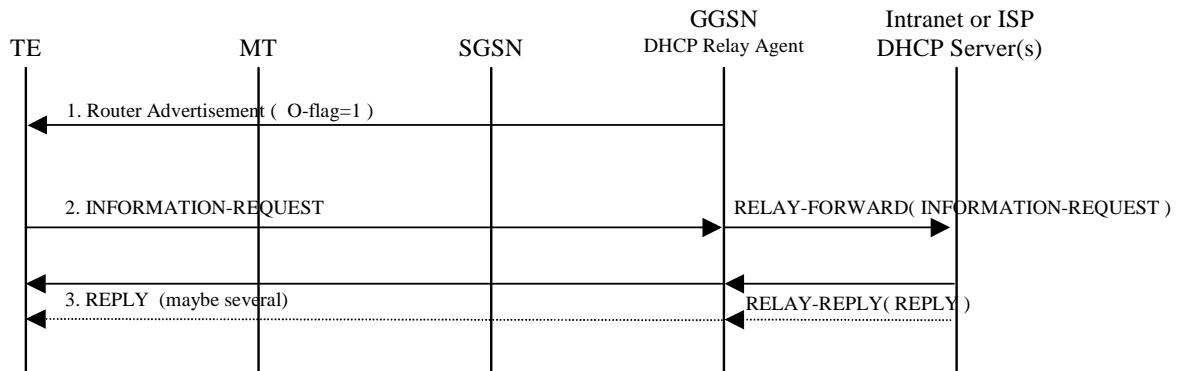 GGSN
Intranet or ISP
TE
MT
SGSN
DHCP Relay Agent
DHCP Server(s)
1. Router Advertisement ( O-flag=1 )
2. INFORMATION-REQUEST
RELAY-FORWARD( INFORMATION-REQUEST )
3. REPLY (maybe several)
RELAY-REPLY( REPLY )